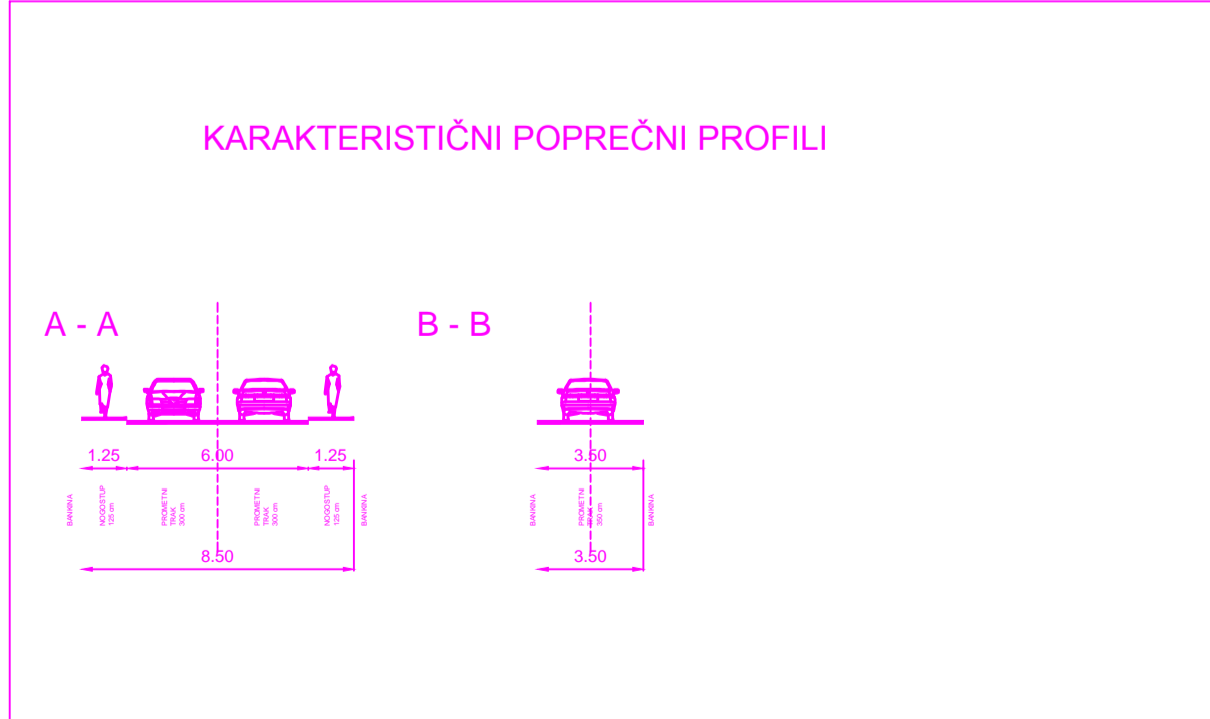 KARAKTERISTIČNI POPREČNI PROFILI
A - A
1.25
6.00
1.25
BANKINA
NOGOSTUP
125 cm
PROMETNI
TRAK
300 cm
PROMETNI
TRAK
300 cm
NOGOSTUP
125 cm
BANKINA
8.50
B - B
3.50
BANKINA
PROMETNI
TRAK
350 cm
BANKINA
3.50